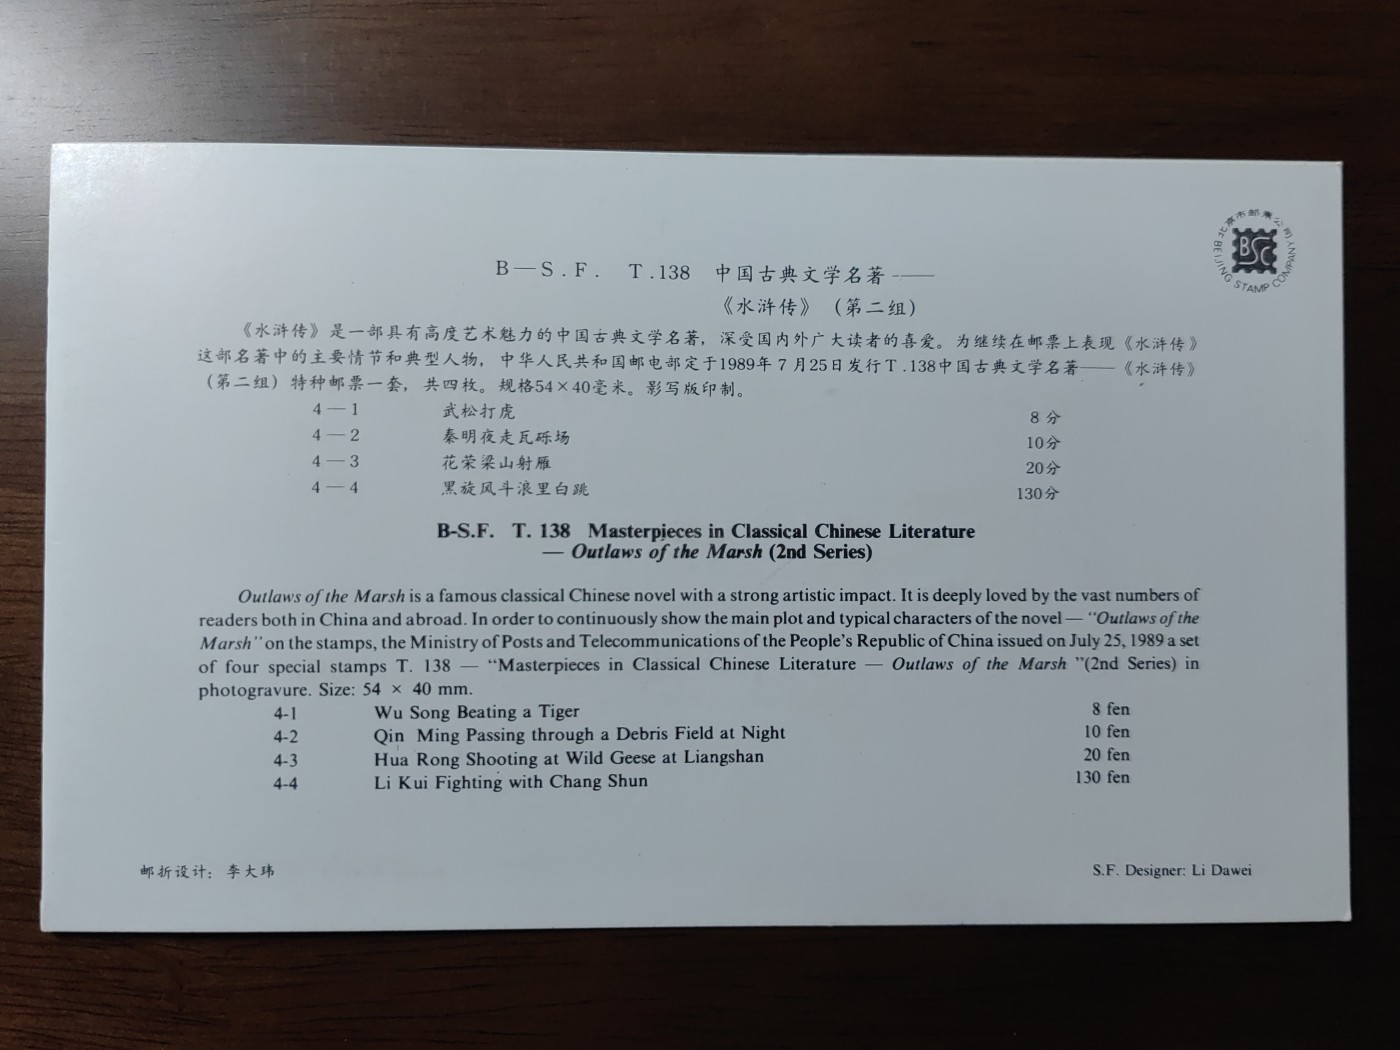 北京市邮票公司
BSC
BEIJING STAMP COMPANY
B—S.F. T.138 中国古典文学名著——
《水浒传》（第二组）
《水浒传》是一部具有高度艺术魅力的中国古典文学名著，深受国内外广大读者的喜爱。为继续在邮票上表现《水浒传》
这部名著中的主要情节和典型人物，中华人民共和国邮电部定于1989年7月25日发行T.138中国古典文学名著——《水浒传》
（第二组）特种邮票一套，共四枚。规格54×40毫米。影写版印制。
4—1 武松打虎 8分
4—2 秦明夜走瓦砾场 10分
4—3 花荣梁山射雁 20分
4—4 黑旋风斗浪里白跳 130分
B-S.F. T. 138 Masterpieces in Classical Chinese Literature
— Outlaws of the Marsh (2nd Series)
Outlaws of the Marsh is a famous classical Chinese novel with a strong artistic impact. It is deeply loved by the vast numbers of
readers both in China and abroad. In order to continuously show the main plot and typical characters of the novel — "Outlaws of the
Marsh" on the stamps, the Ministry of Posts and Telecommunications of the People's Republic of China issued on July 25, 1989 a set
of four special stamps T. 138 — "Masterpieces in Classical Chinese Literature — Outlaws of the Marsh "(2nd Series) in
photogravure. Size: 54 × 40 mm.
4-1 Wu Song Beating a Tiger 8 fen
4-2 Qin Ming Passing through a Debris Field at Night 10 fen
4-3 Hua Rong Shooting at Wild Geese at Liangshan 20 fen
4-4 Li Kui Fighting with Chang Shun 130 fen
邮折设计：李大玮 S.F. Designer: Li Dawei